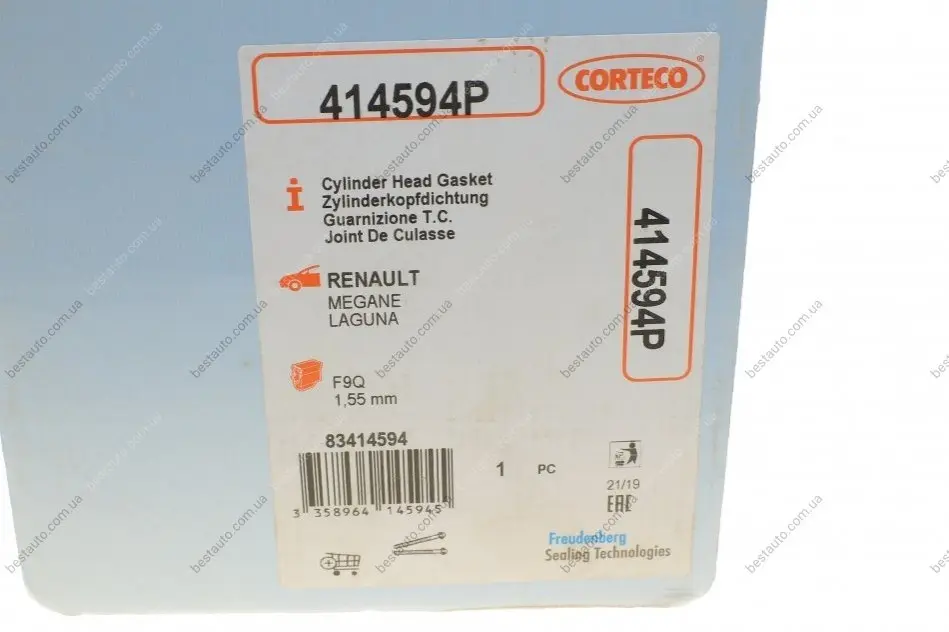 414594P
CORTECO®
414594P
i
Cylinder Head Gasket
Zylinderkopfdichtung
Guarnizione T.C.
Joint De Culasse
RENAULT
MEGANE
LAGUNA
F9Q
1,55 mm
83414594
3 358964 145945
1 PC
21/19
EAC
Freudenberg
Sealing Technologies
bestauto.com.ua